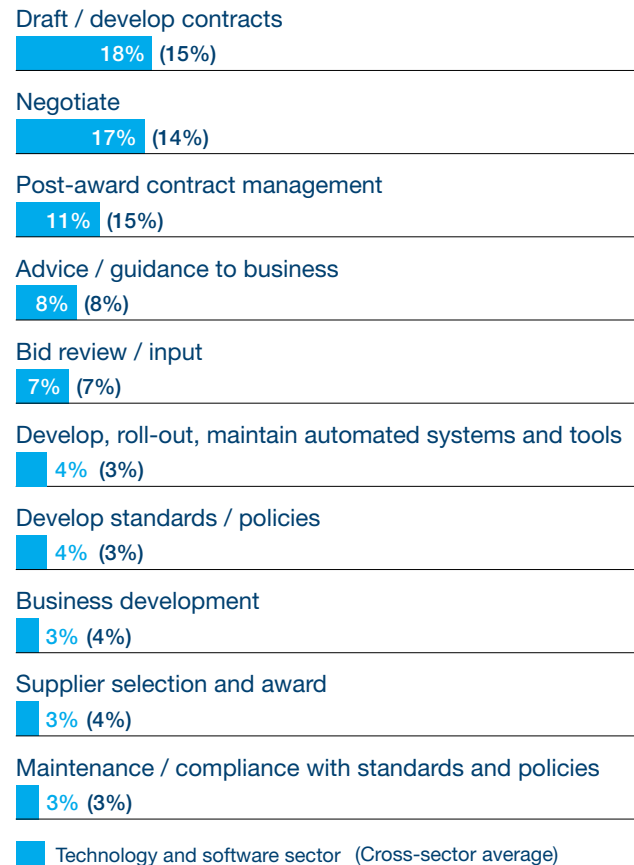 Draft / develop contracts
18% (15%)
Negotiate
17% (14%)
Post-award contract management
11% (15%)
Advice / guidance to business
8% (8%)
Bid review / input
7% (7%)
Develop, roll-out, maintain automated systems and tools
4% (3%)
Develop standards / policies
4% (3%)
Business development
3% (4%)
Supplier selection and award
3% (4%)
Maintenance / compliance with standards and policies
3% (3%)
Technology and software sector (Cross-sector average)